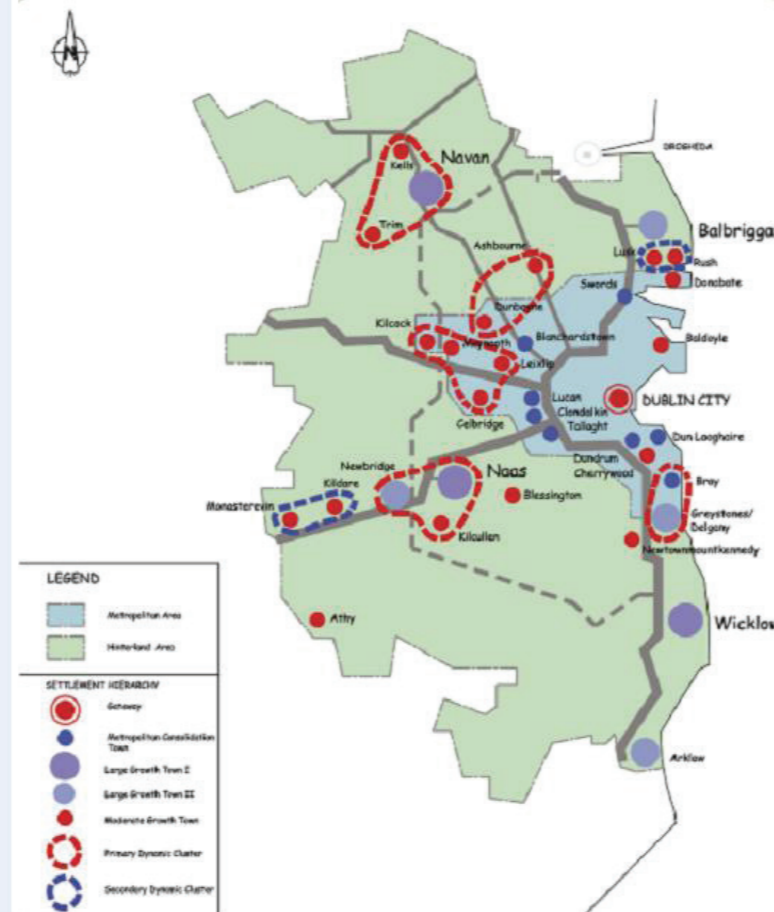 N
DROGHEDA
Navan
Kells
Balbrigga
Trim
Ashbourne
Lusk
Rush
Swords
Donabate
Dunboyne
Kilcock
Maynooth
Blanchardstown
Baldoyle
Leixlip
Lucan
DUBLIN CITY
Clondalkin
Celbridge
Tallaght
Dun Laoghaire
Dundrum
Cherrywood
Newbridge
Naas
Bray
Kildare
Blessington
Monasterevin
Greystones/
Delgany
Kilcullen
Newtownmountkennedy
Athy
Wicklow
Arklow
LEGEND
Metropolitan Area
Hinterland Area
SETTLEMENT HIERARCHY
Gateway
Metropolitan Consolidation
Town
Large Growth Town I
Large Growth Town II
Moderate Growth Town
Primary Dynamic Cluster
Secondary Dynamic Cluster